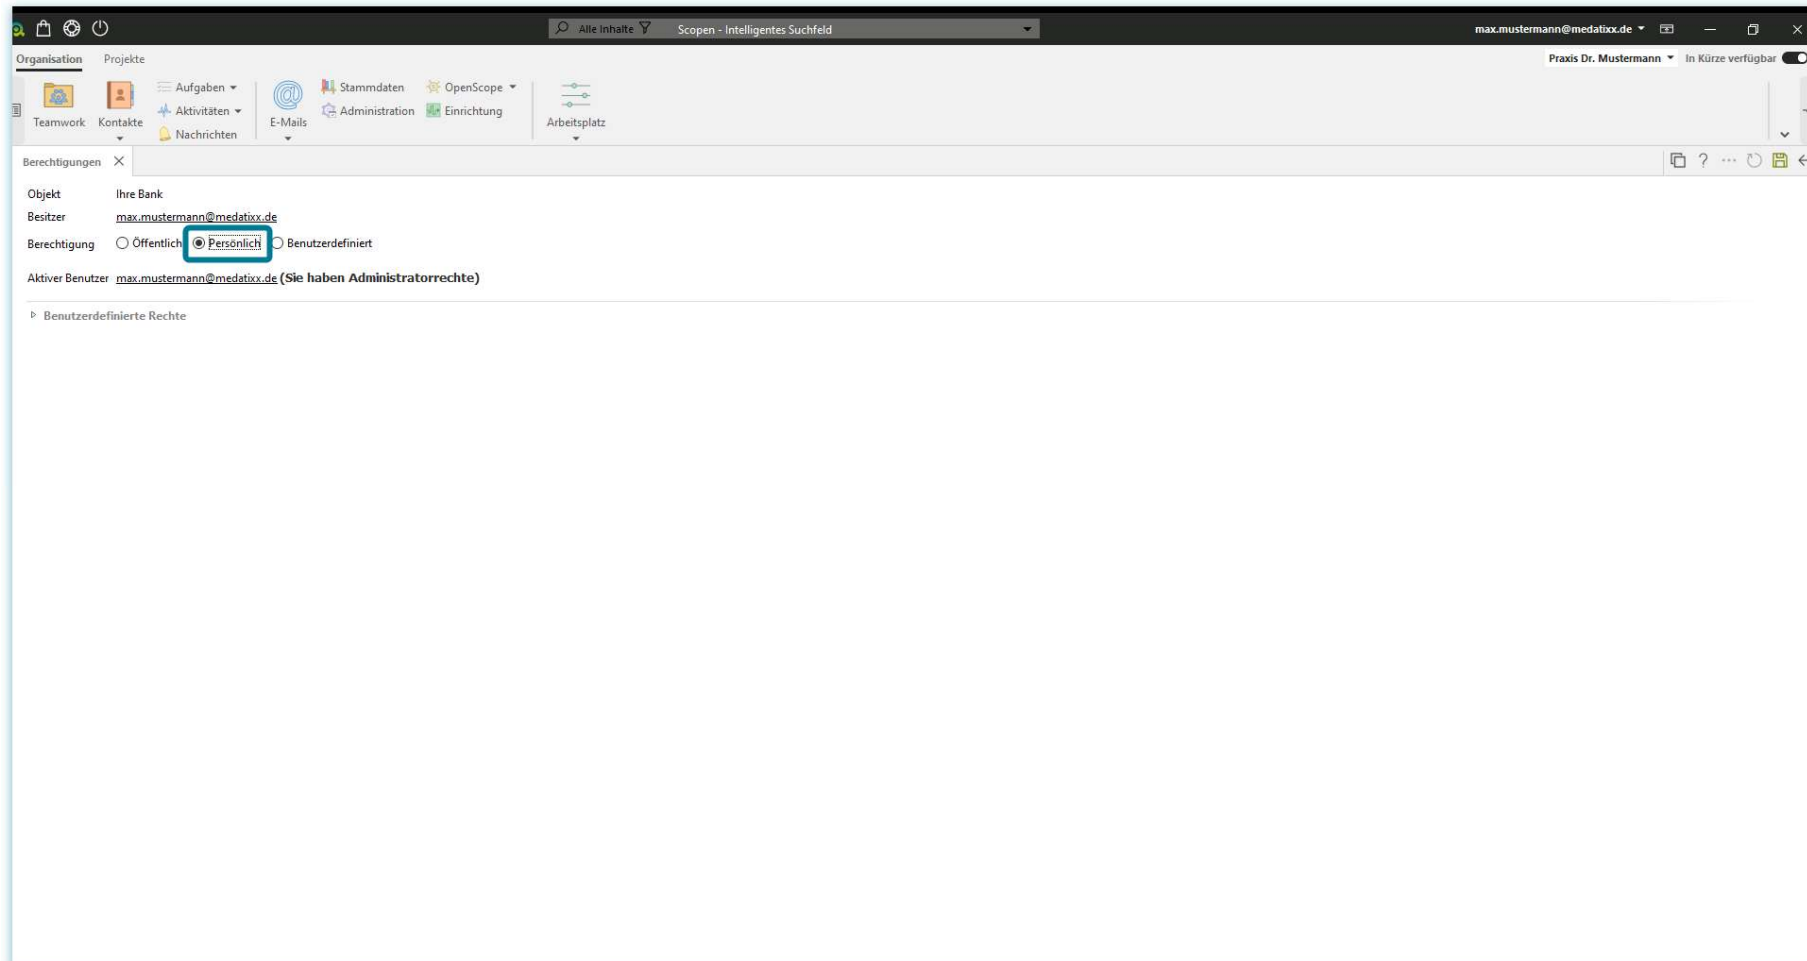 Alle Inhalte Scopen - Intelligentes Suchfeld max.mustermann@medatixx.de
Organisation Projekte Praxis Dr. Mustermann In Kürze verfügbar
Teamwork Kontakte Aufgaben Aktivitäten Nachrichten E-Mails Stammdaten Administration OpenScope Einrichtung Arbeitsplatz
Berechtigungen
Objekt Ihre Bank
Besitzer max.mustermann@medatixx.de
Berechtigung Öffentlich Persönlich Benutzerdefiniert
Aktiver Benutzer max.mustermann@medatixx.de (Sie haben Administratorrechte)
Benutzerdefinierte Rechte